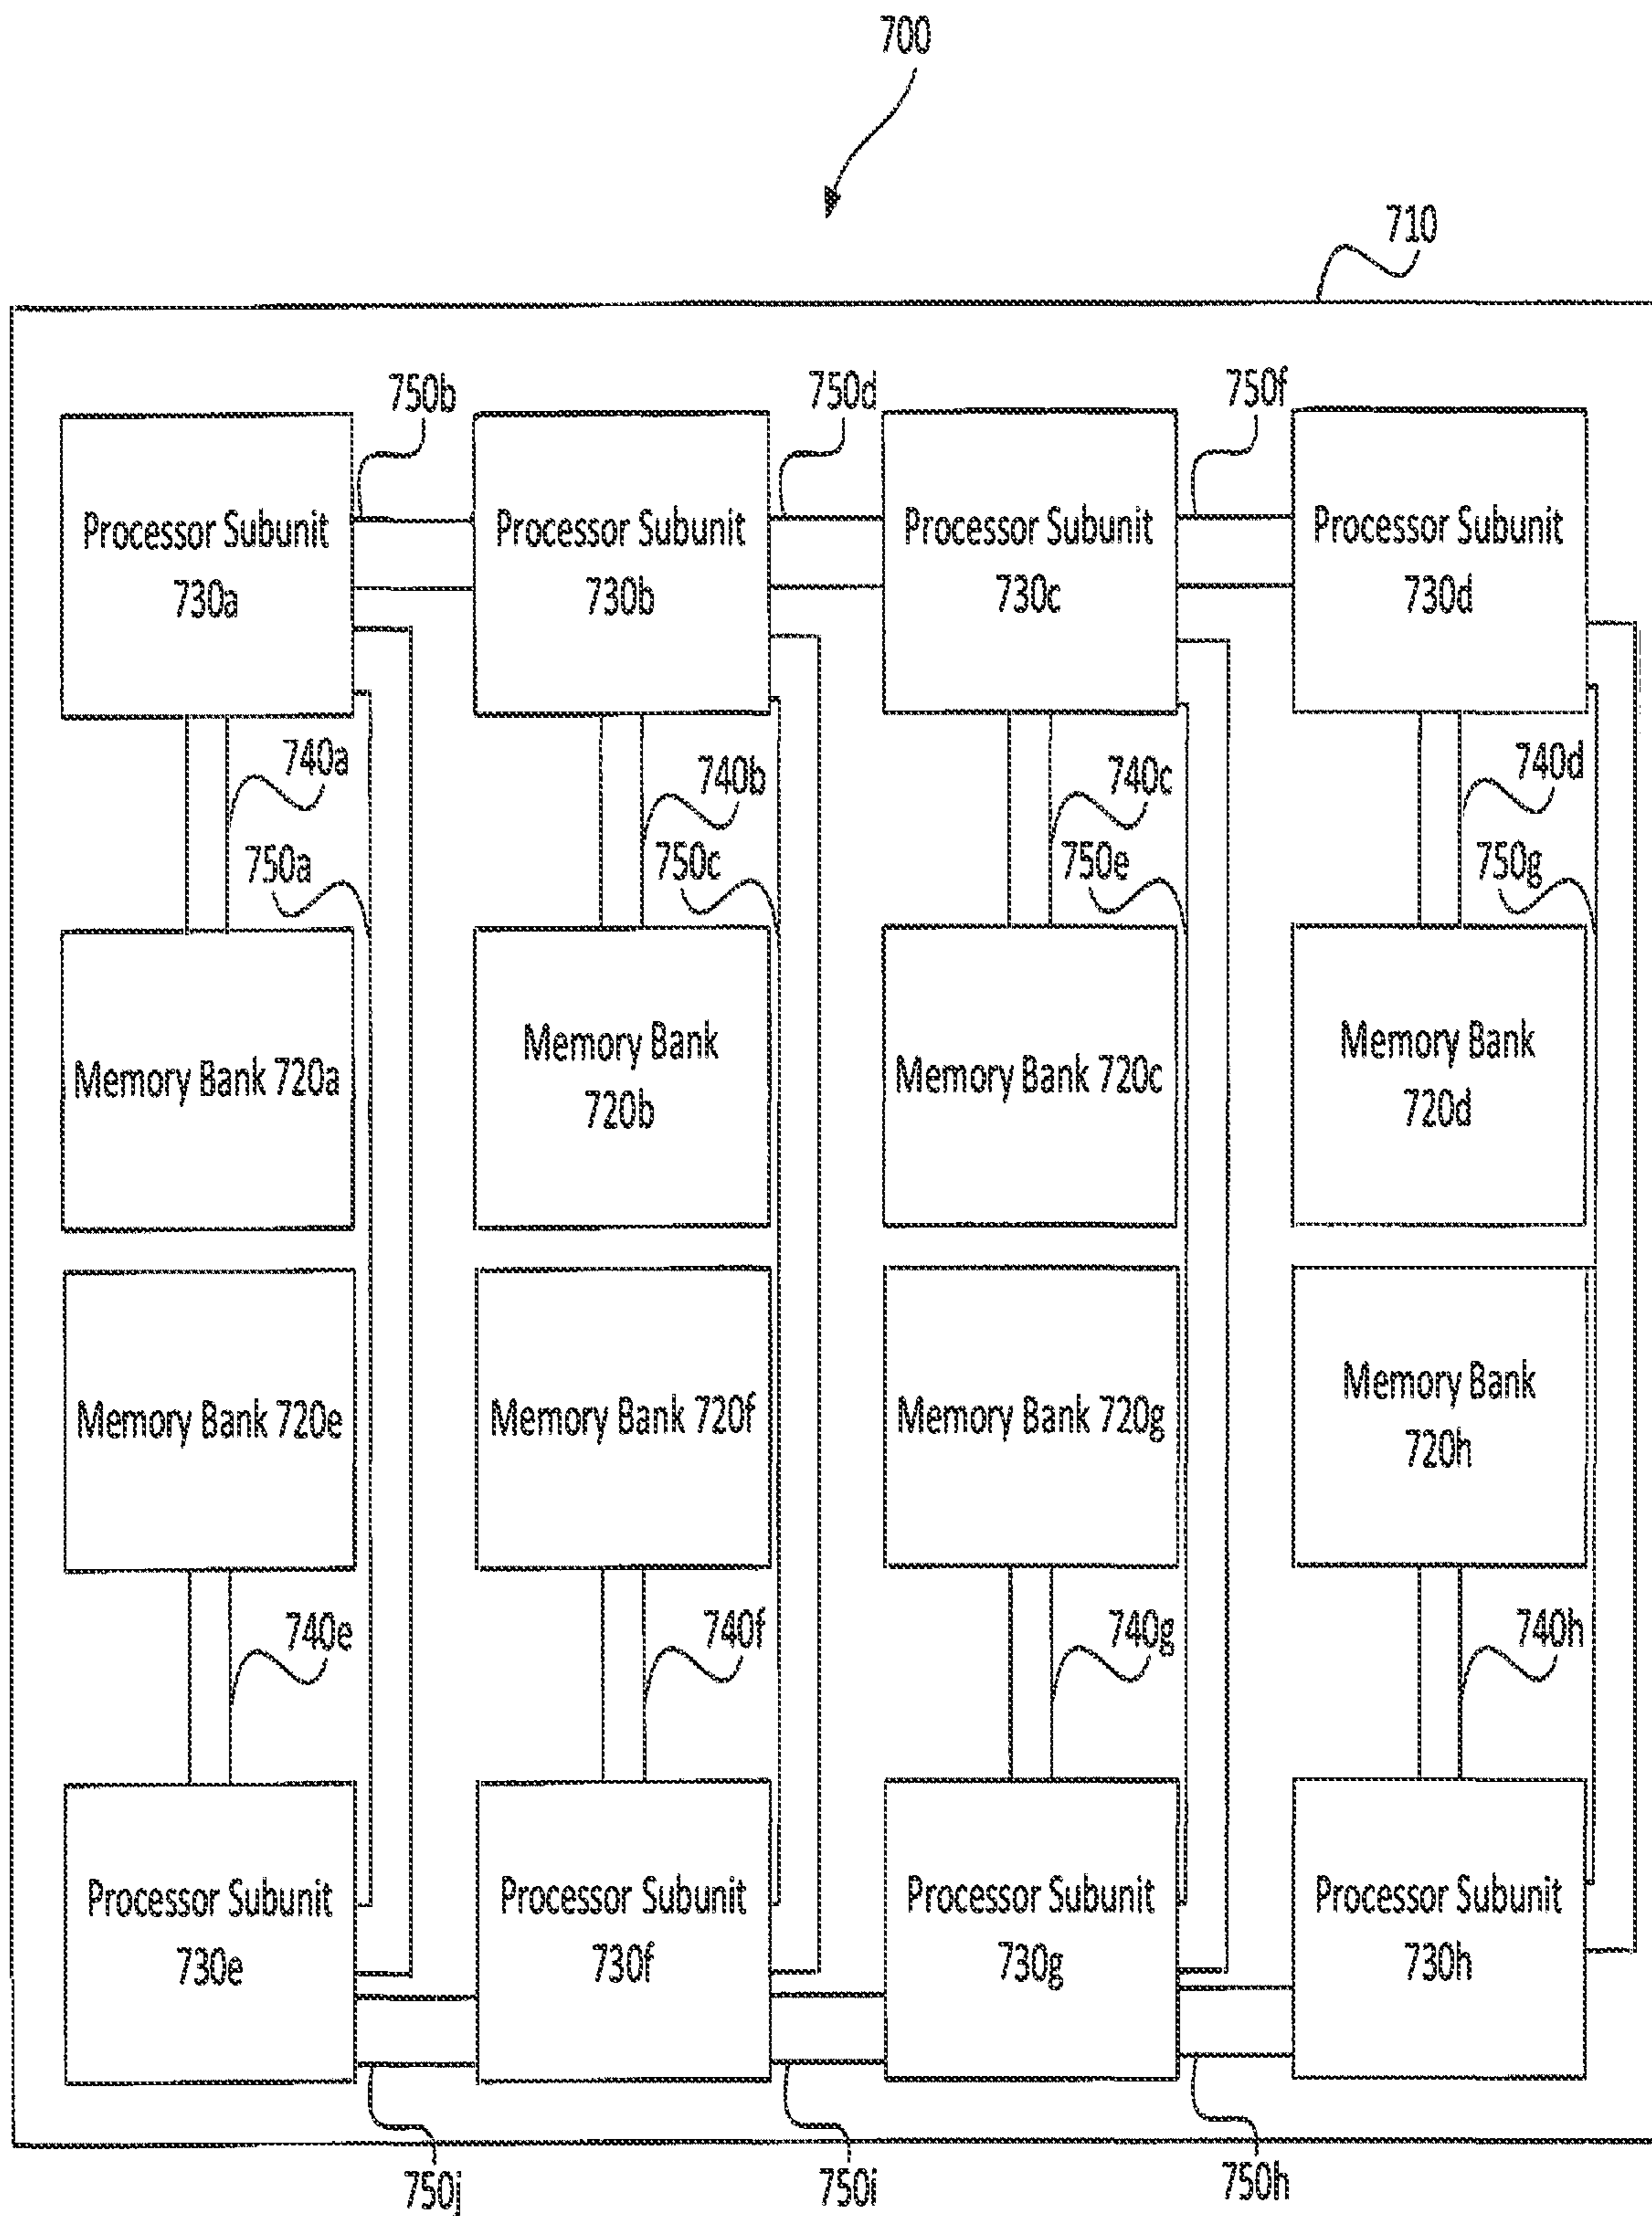 700
710
750b
750d
750f
Processor Subunit
730a
Processor Subunit
730b
Processor Subunit
730c
Processor Subunit
730d
740a
740b
740c
740d
750a
750c
750e
750g
Memory Bank 720a
Memory Bank
720b
Memory Bank 720c
Memory Bank
720d
Memory Bank 720e
Memory Bank 720f
Memory Bank 720g
Memory Bank
720h
740e
740f
740g
740h
Processor Subunit
730e
Processor Subunit
730f
Processor Subunit
730g
Processor Subunit
730h
750j
750i
750h